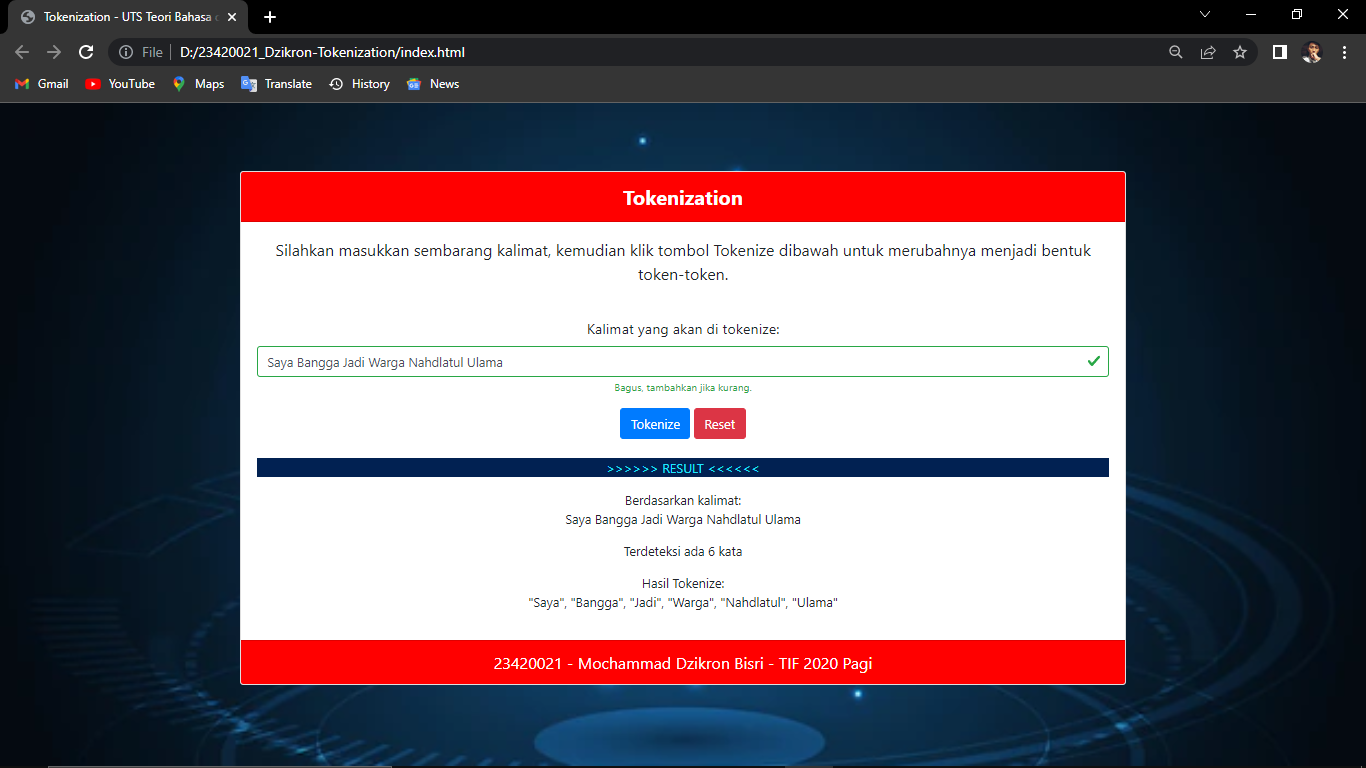 Tokenization - UTS Teori Bahasa
File D:/23420021_Dzikron-Tokenization/index.html
Gmail YouTube Maps Translate History News
Tokenization
Silahkan masukkan sembarang kalimat, kemudian klik tombol Tokenize dibawah untuk merubahnya menjadi bentuk
token-token.
Kalimat yang akan di tokenize:
Saya Bangga Jadi Warga Nahdlatul Ulama
Bagus, tambahkan jika kurang.
Tokenize Reset
>>>>>> RESULT <<<<<<
Berdasarkan kalimat:
Saya Bangga Jadi Warga Nahdlatul Ulama
Terdeteksi ada 6 kata
Hasil Tokenize:
"Saya", "Bangga", "Jadi", "Warga", "Nahdlatul", "Ulama"
23420021 - Mochammad Dzikron Bisri - TIF 2020 Pagi